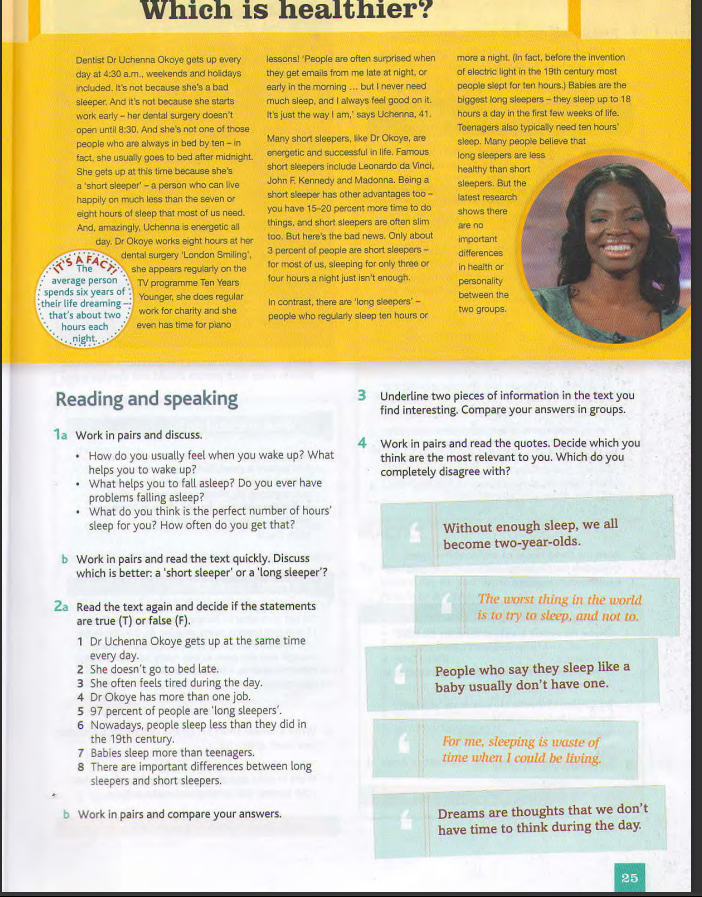 Which is healthier?
Dentist Dr Uchenna Okoye gets up every
day at 4:30 a.m., weekends and holidays
included. It's not because she's a bad
sleeper. And it's not because she starts
work early – her dental surgery doesn't
open until 8:30. And she's not one of those
people who are always in bed by ten – in
fact, she usually goes to bed after midnight.
She gets up at this time because she's
a 'short sleeper' – a person who can live
happily on much less than the seven or
eight hours of sleep that most of us need.
And, amazingly, Uchenna is energetic all
day. Dr Okoye works eight hours at her
dental surgery 'London Smiling',
she appears regularly on the
TV programme Ten Years
Younger, she does regular
work for charity and she
even has time for piano
IT'S A FACT!
The
average person
spends six years of
their life dreaming –
that's about two
hours each
night.
lessons! 'People are often surprised when
they get emails from me late at night, or
early in the morning ... but I never need
much sleep, and I always feel good on it.
It's just the way I am,' says Uchenna, 41.
Many short sleepers, like Dr Okoye, are
energetic and successful in life. Famous
short sleepers include Leonardo da Vinci,
John F. Kennedy and Madonna. Being a
short sleeper has other advantages too –
you have 15–20 percent more time to do
things, and short sleepers are often slim
too. But here's the bad news. Only about
3 percent of people are short sleepers –
for most of us, sleeping for only three or
four hours a night just isn't enough.
In contrast, there are 'long sleepers' –
people who regularly sleep ten hours or
more a night. (In fact, before the invention
of electric light in the 19th century most
people slept for ten hours.) Babies are the
biggest long sleepers – they sleep up to 18
hours a day in the first few weeks of life.
Teenagers also typically need ten hours'
sleep. Many people believe that
long sleepers are less
healthy than short
sleepers. But the
latest research
shows there
are no
important
differences
in health or
personality
between the
two groups.
Reading and speaking
1a Work in pairs and discuss.
• How do you usually feel when you wake up? What
helps you to wake up?
• What helps you to fall asleep? Do you ever have
problems falling asleep?
• What do you think is the perfect number of hours'
sleep for you? How often do you get that?
b Work in pairs and read the text quickly. Discuss
which is better: a 'short sleeper' or a 'long sleeper'?
2a Read the text again and decide if the statements
are true (T) or false (F).
1 Dr Uchenna Okoye gets up at the same time
every day.
2 She doesn't go to bed late.
3 She often feels tired during the day.
4 Dr Okoye has more than one job.
5 97 percent of people are 'long sleepers'.
6 Nowadays, people sleep less than they did in
the 19th century.
7 Babies sleep more than teenagers.
8 There are important differences between long
sleepers and short sleepers.
b Work in pairs and compare your answers.
3 Underline two pieces of information in the text you
find interesting. Compare your answers in groups.
4 Work in pairs and read the quotes. Decide which you
think are the most relevant to you. Which do you
completely disagree with?
Without enough sleep, we all
become two-year-olds.
The worst thing in the world
is to try to sleep, and not to.
People who say they sleep like a
baby usually don't have one.
For me, sleeping is waste of
time when I could be living.
Dreams are thoughts that we don't
have time to think during the day.
25